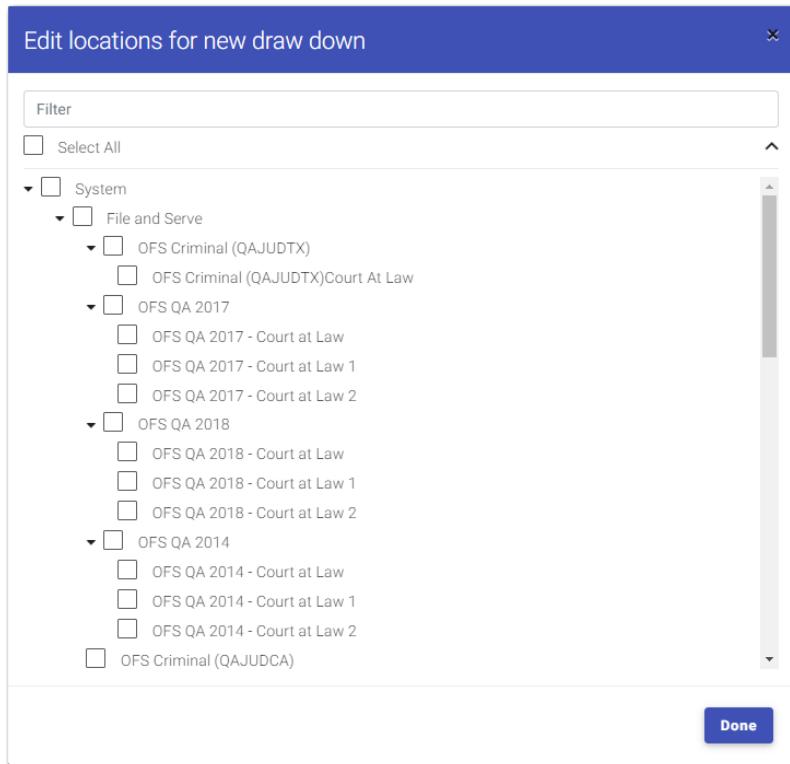 Edit locations for new draw down
Filter
Select All
System
File and Serve
OFS Criminal (QAJUDTX)
OFS Criminal (QAJUDTX)Court At Law
OFS QA 2017
OFS QA 2017 - Court at Law
OFS QA 2017 - Court at Law 1
OFS QA 2017 - Court at Law 2
OFS QA 2018
OFS QA 2018 - Court at Law
OFS QA 2018 - Court at Law 1
OFS QA 2018 - Court at Law 2
OFS QA 2014
OFS QA 2014 - Court at Law
OFS QA 2014 - Court at Law 1
OFS QA 2014 - Court at Law 2
OFS Criminal (QAJUDCA)
Done